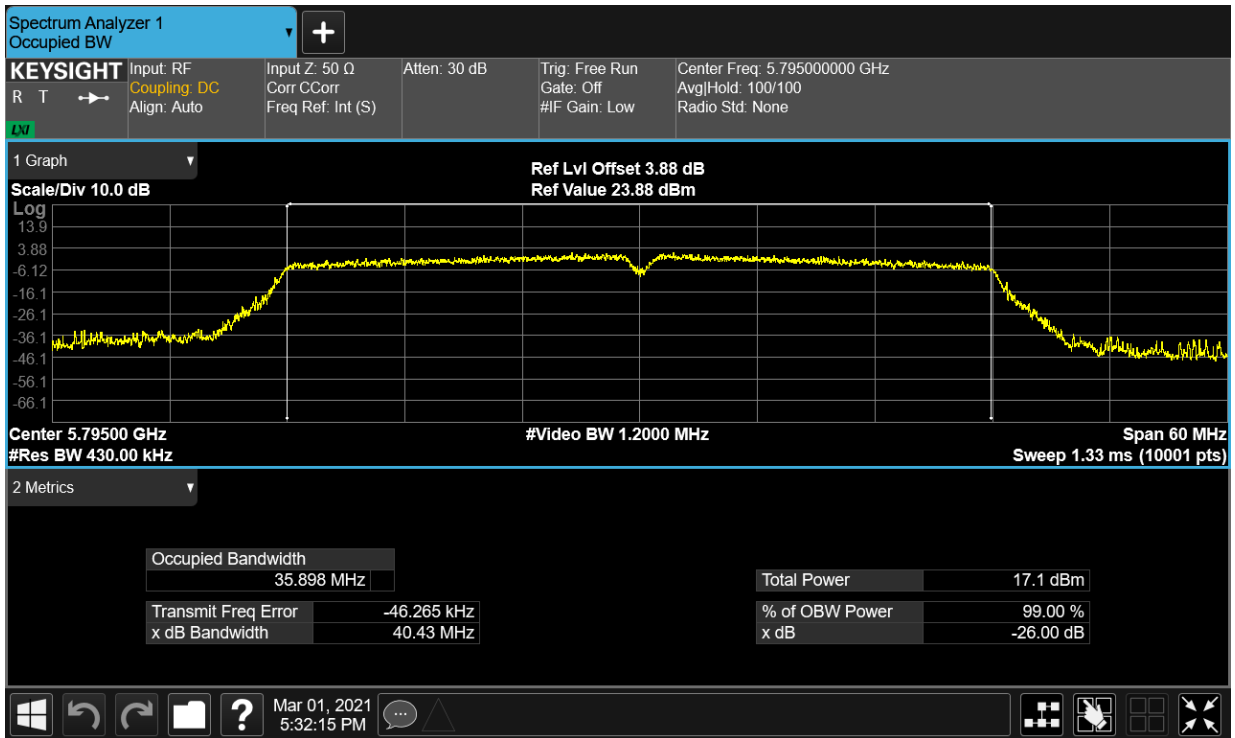 Spectrum Analyzer 1
Occupied BW
▼
+
KEYSIGHT
R T
LXI
Input: RF
Coupling: DC
Align: Auto
Input Z: 50 Ω
Corr CCorr
Freq Ref: Int (S)
Atten: 30 dB
Trig: Free Run
Gate: Off
#IF Gain: Low
Center Freq: 5.795000000 GHz
Avg|Hold: 100/100
Radio Std: None
1 Graph ▼
Ref Lvl Offset 3.88 dB
Scale/Div 10.0 dB
Ref Value 23.88 dBm
Log
13.9
3.88
-6.12
-16.1
-26.1
-36.1
-46.1
-56.1
-66.1
Center 5.79500 GHz
#Video BW 1.2000 MHz
Span 60 MHz
#Res BW 430.00 kHz
Sweep 1.33 ms (10001 pts)
2 Metrics ▼
Occupied Bandwidth
35.898 MHz
Total Power 17.1 dBm
Transmit Freq Error -46.265 kHz
% of OBW Power 99.00 %
x dB Bandwidth 40.43 MHz
x dB -26.00 dB
?
Mar 01, 2021
5:32:15 PM
...